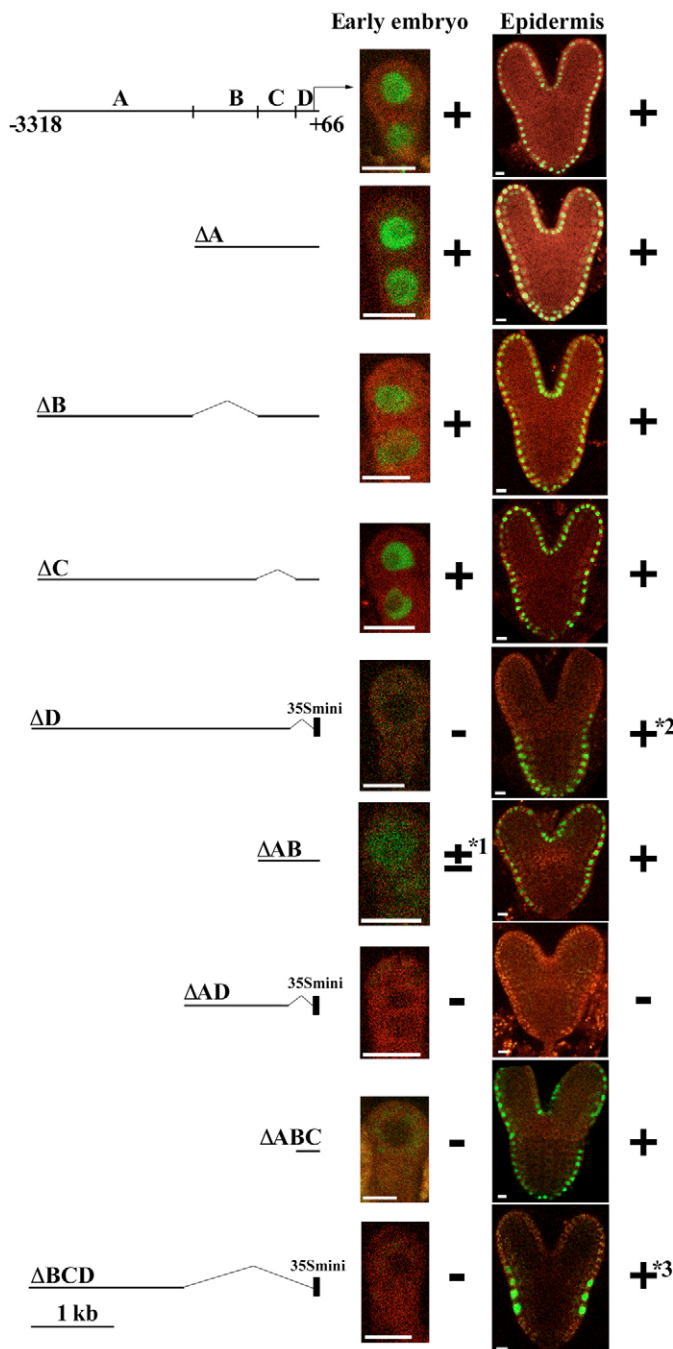 Early embryo Epidermis
A B C D
-3318 +66 + +
ΔA + +
ΔB + +
ΔC + +
35Smini
ΔD - +*2
ΔAB ±*1 +
35Smini
ΔAD - -
ΔABC - +
35Smini
ΔBCD - +*3
1 kb